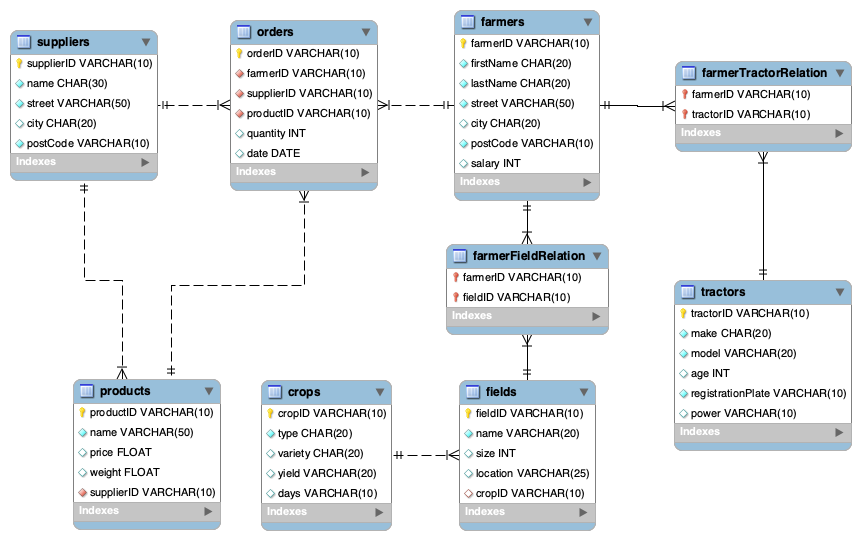 suppliers
supplierID VARCHAR(10)
name CHAR(30)
street VARCHAR(50)
city CHAR(20)
postCode VARCHAR(10)
Indexes
orders
orderID VARCHAR(10)
farmerID VARCHAR(10)
supplierID VARCHAR(10)
productID VARCHAR(10)
quantity INT
date DATE
Indexes
farmers
farmerID VARCHAR(10)
firstName CHAR(20)
lastName CHAR(20)
street VARCHAR(50)
city CHAR(20)
postCode VARCHAR(10)
salary INT
Indexes
farmerTractorRelation
farmerID VARCHAR(10)
tractorID VARCHAR(10)
Indexes
farmerFieldRelation
farmerID VARCHAR(10)
fieldID VARCHAR(10)
Indexes
tractors
tractorID VARCHAR(10)
make CHAR(20)
model VARCHAR(20)
age INT
registrationPlate VARCHAR(10)
power VARCHAR(10)
Indexes
products
productID VARCHAR(10)
name VARCHAR(50)
price FLOAT
weight FLOAT
supplierID VARCHAR(10)
Indexes
crops
cropID VARCHAR(10)
type CHAR(20)
variety CHAR(20)
yield VARCHAR(20)
days VARCHAR(10)
Indexes
fields
fieldID VARCHAR(10)
name VARCHAR(20)
size INT
location VARCHAR(25)
cropID VARCHAR(10)
Indexes